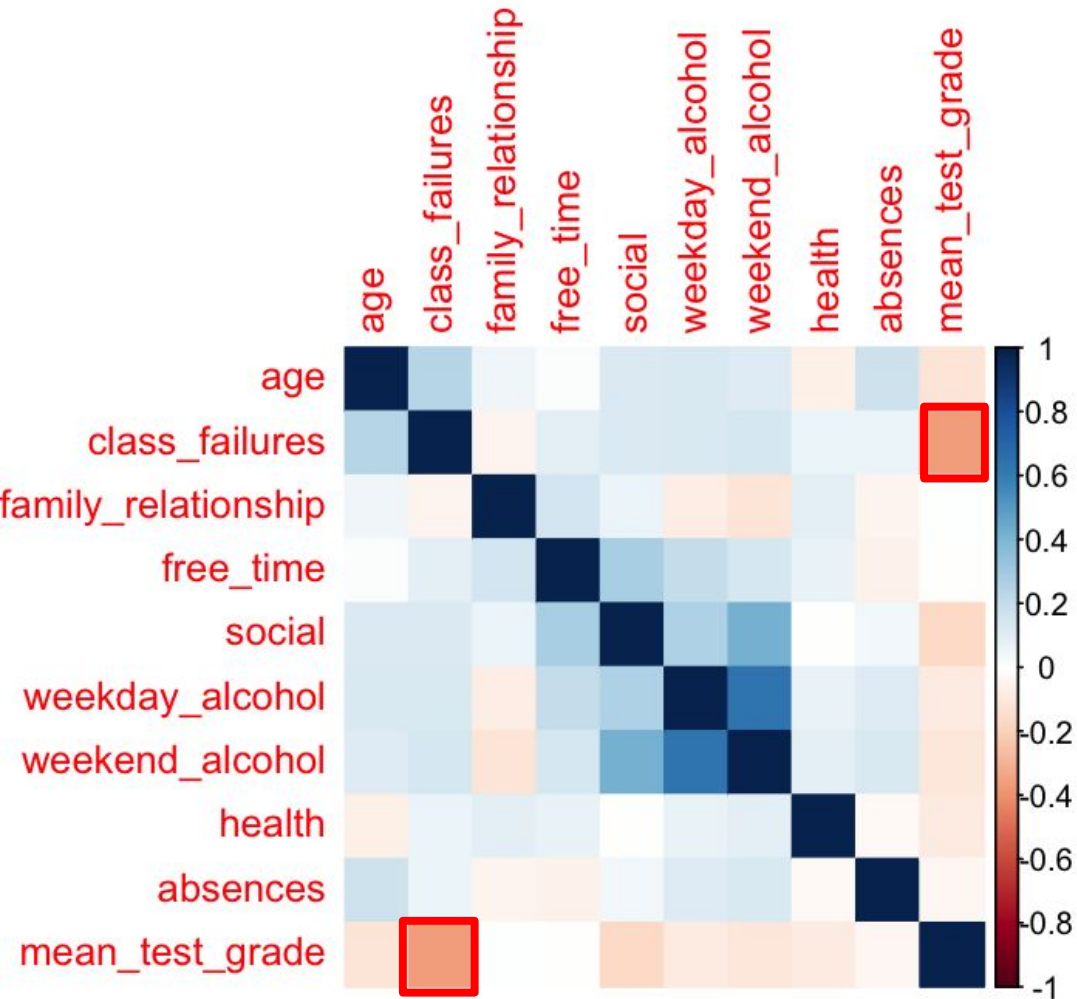 age
class_failures
family_relationship
free_time
social
weekday_alcohol
weekend_alcohol
health
absences
mean_test_grade
age
class_failures
family_relationship
free_time
social
weekday_alcohol
weekend_alcohol
health
absences
mean_test_grade
1
0.8
0.6
0.4
0.2
0
-0.2
-0.4
-0.6
-0.8
-1